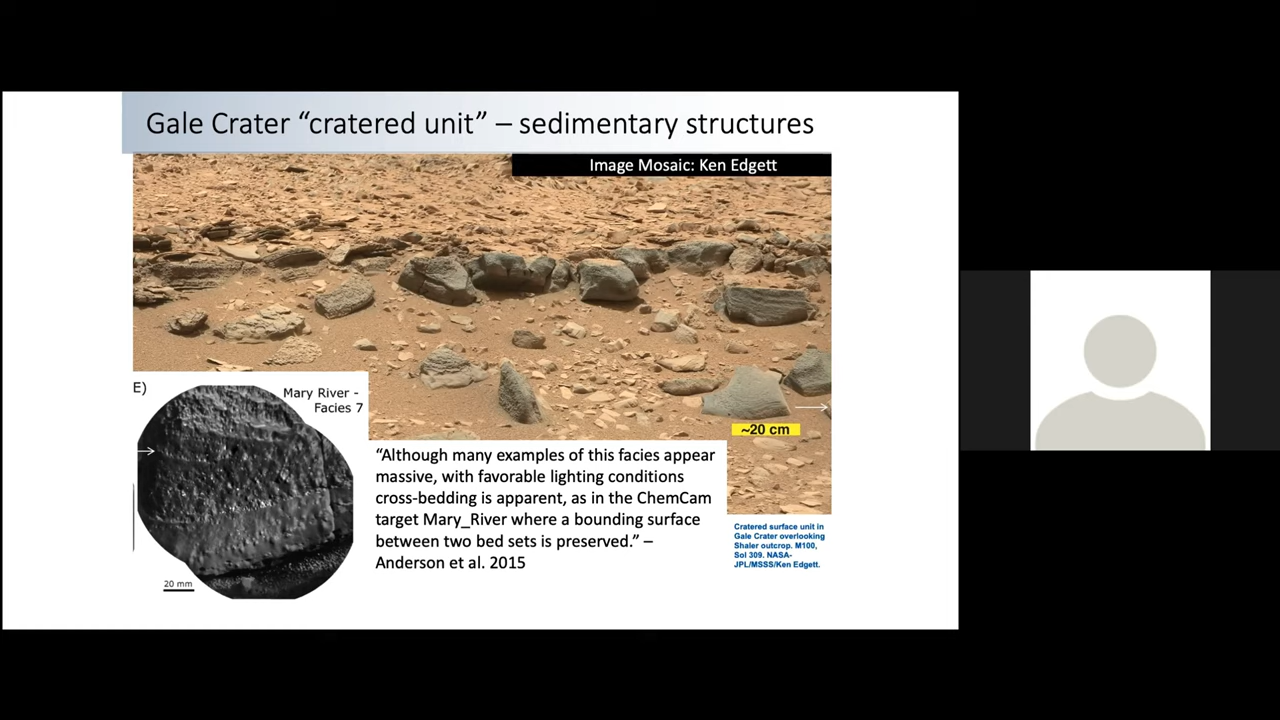 Gale Crater “cratered unit” – sedimentary structures
Image Mosaic: Ken Edgett
E)
Mary River -
Facies 7
~20 cm
“Although many examples of this facies appear
massive, with favorable lighting conditions
cross-bedding is apparent, as in the ChemCam
target Mary_River where a bounding surface
between two bed sets is preserved.” –
Anderson et al. 2015
Cratered surface unit in
Gale Crater overlooking
Shaler outcrop. M100,
Sol 309. NASA-
JPL/MSSS/Ken Edgett.
20 mm